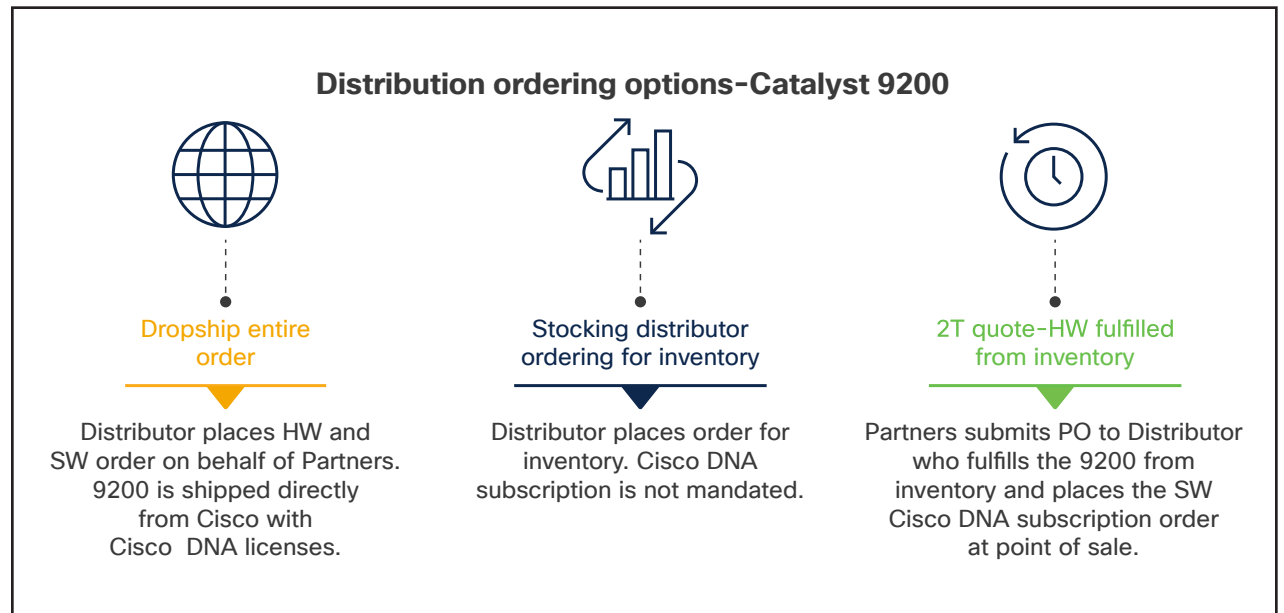 Distribution ordering options-Catalyst 9200
Dropship entire
order
Distributor places HW and
SW order on behalf of Partners.
9200 is shipped directly
from Cisco with
Cisco DNA licenses.
Stocking distributor
ordering for inventory
Distributor places order for
inventory. Cisco DNA
subscription is not mandated.
2T quote-HW fulfilled
from inventory
Partners submits PO to Distributor
who fulfills the 9200 from
inventory and places the SW
Cisco DNA subscription order
at point of sale.